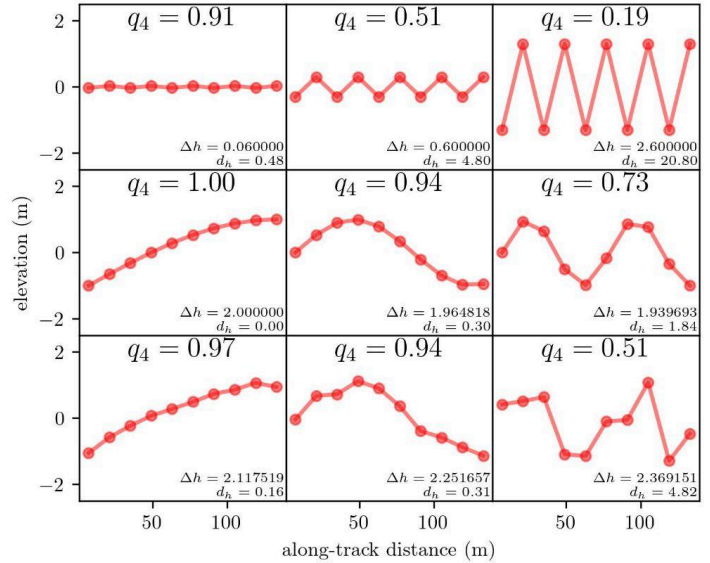 q4 = 0.91
q4 = 0.51
q4 = 0.19
2
0
−2
Δh = 0.060000
dh = 0.48
Δh = 0.600000
dh = 4.80
Δh = 2.600000
dh = 20.80
q4 = 1.00
q4 = 0.94
q4 = 0.73
2
0
−2
Δh = 2.000000
dh = 0.00
Δh = 1.964818
dh = 0.30
Δh = 1.939693
dh = 1.84
q4 = 0.97
q4 = 0.94
q4 = 0.51
2
0
−2
Δh = 2.117519
dh = 0.16
Δh = 2.251657
dh = 0.31
Δh = 2.369151
dh = 4.82
elevation (m)
50 100
50 100
50 100
along-track distance (m)